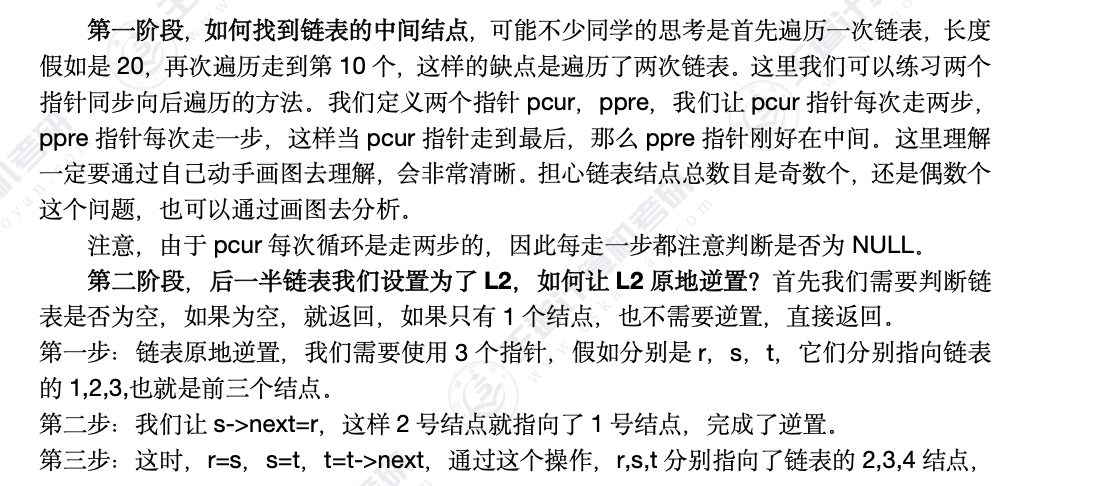 第一阶段，如何找到链表的中间结点，可能不少同学的思考是首先遍历一次链表，长度
假如是 20，再次遍历走到第 10 个，这样的缺点是遍历了两次链表。这里我们可以练习两个
指针同步向后遍历的方法。我们定义两个指针 pcur，ppre，我们让 pcur 指针每次走两步，
ppre 指针每次走一步，这样当 pcur 指针走到最后，那么 ppre 指针刚好在中间。这里理解
一定要通过自己动手画图去理解，会非常清晰。担心链表结点总数目是奇数个，还是偶数个
这个问题，也可以通过画图去分析。
注意，由于 pcur 每次循环是走两步的，因此每走一步都注意判断是否为 NULL。
第二阶段，后一半链表我们设置为了 L2，如何让 L2 原地逆置？首先我们需要判断链
表是否为空，如果为空，就返回，如果只有 1 个结点，也不需要逆置，直接返回。
第一步：链表原地逆置，我们需要使用 3 个指针，假如分别是 r，s，t，它们分别指向链表
的 1,2,3,也就是前三个结点。
第二步：我们让 s->next=r，这样 2 号结点就指向了 1 号结点，完成了逆置。
第三步：这时，r=s，s=t，t=t->next，通过这个操作，r,s,t 分别指向了链表的 2,3,4 结点，